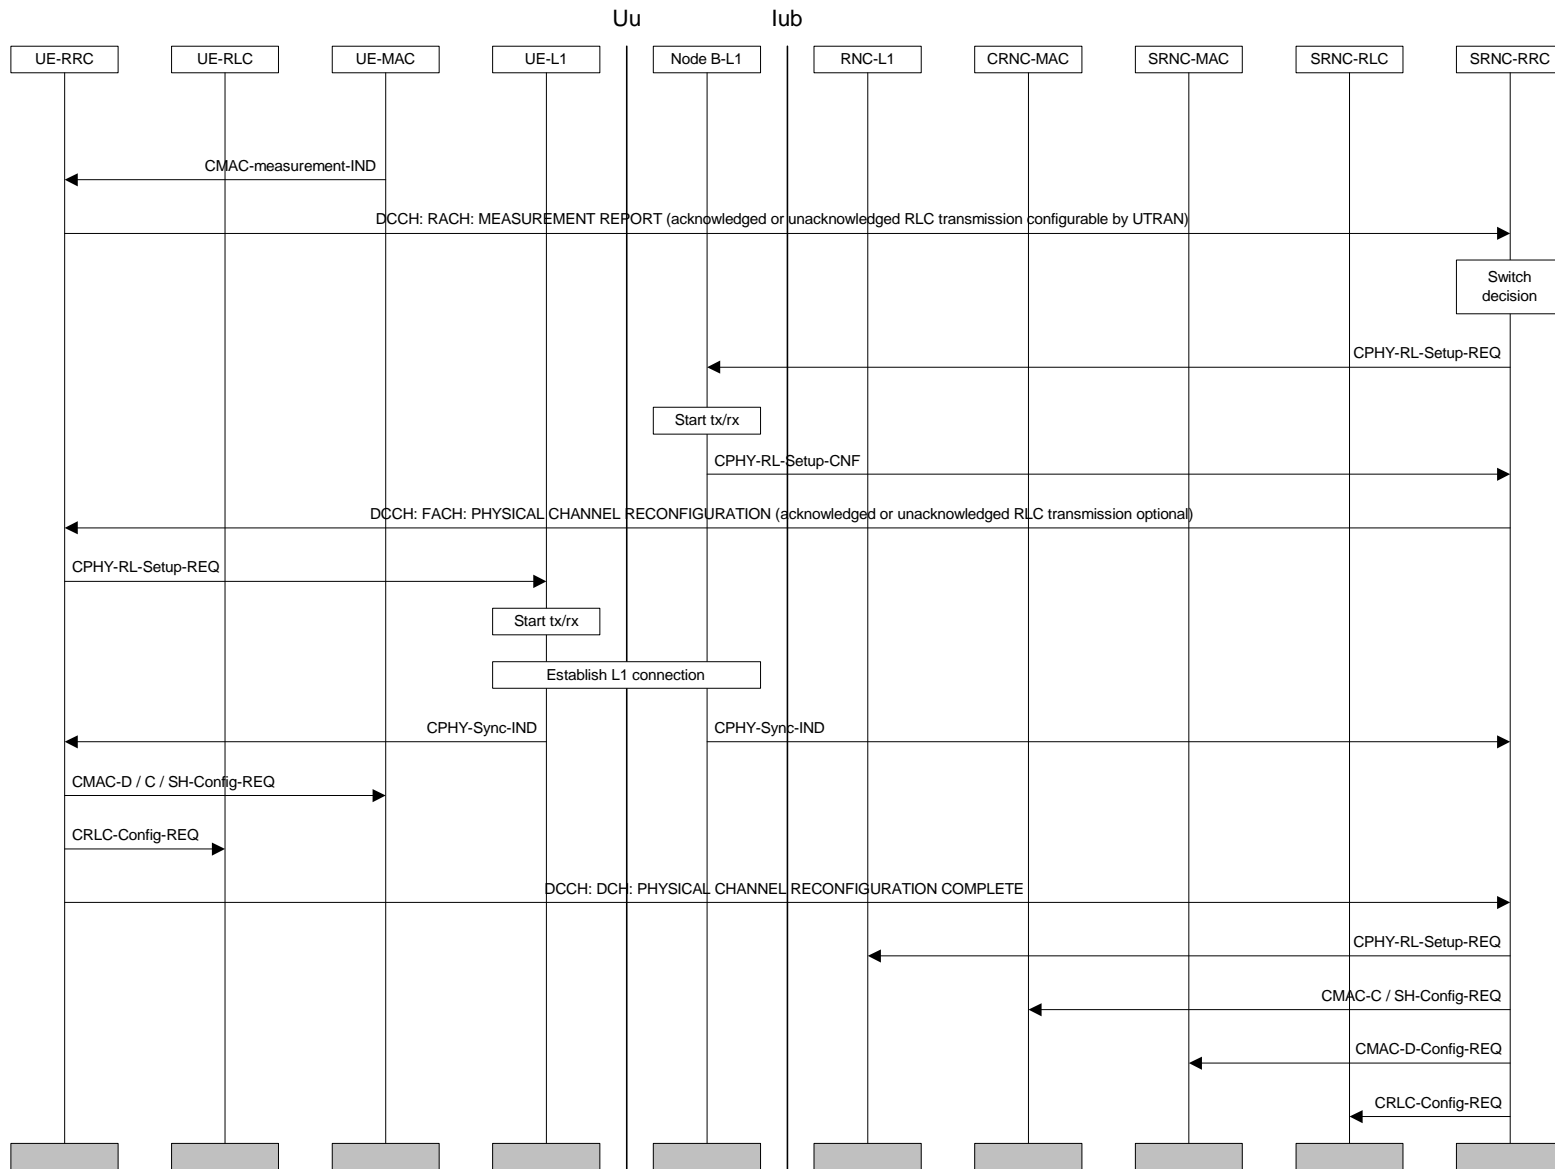 Uu
Iub
UE-RRC
UE-RLC
UE-MAC
UE-L1
Node B-L1
RNC-L1
CRNC-MAC
SRNC-MAC
SRNC-RLC
SRNC-RRC
CMAC-measurement-IND
DCCH: RACH: MEASUREMENT REPORT (acknowledged or unacknowledged RLC transmission configurable by UTRAN)
Switch
decision
CPHY-RL-Setup-REQ
Start tx/rx
CPHY-RL-Setup-CNF
DCCH: FACH: PHYSICAL CHANNEL RECONFIGURATION (acknowledged or unacknowledged RLC transmission optional)
CPHY-RL-Setup-REQ
Start tx/rx
Establish L1 connection
CPHY-Sync-IND
CPHY-Sync-IND
CMAC-D / C / SH-Config-REQ
CRLC-Config-REQ
DCCH: DCH: PHYSICAL CHANNEL RECONFIGURATION COMPLETE
CPHY-RL-Setup-REQ
CMAC-C / SH-Config-REQ
CMAC-D-Config-REQ
CRLC-Config-REQ